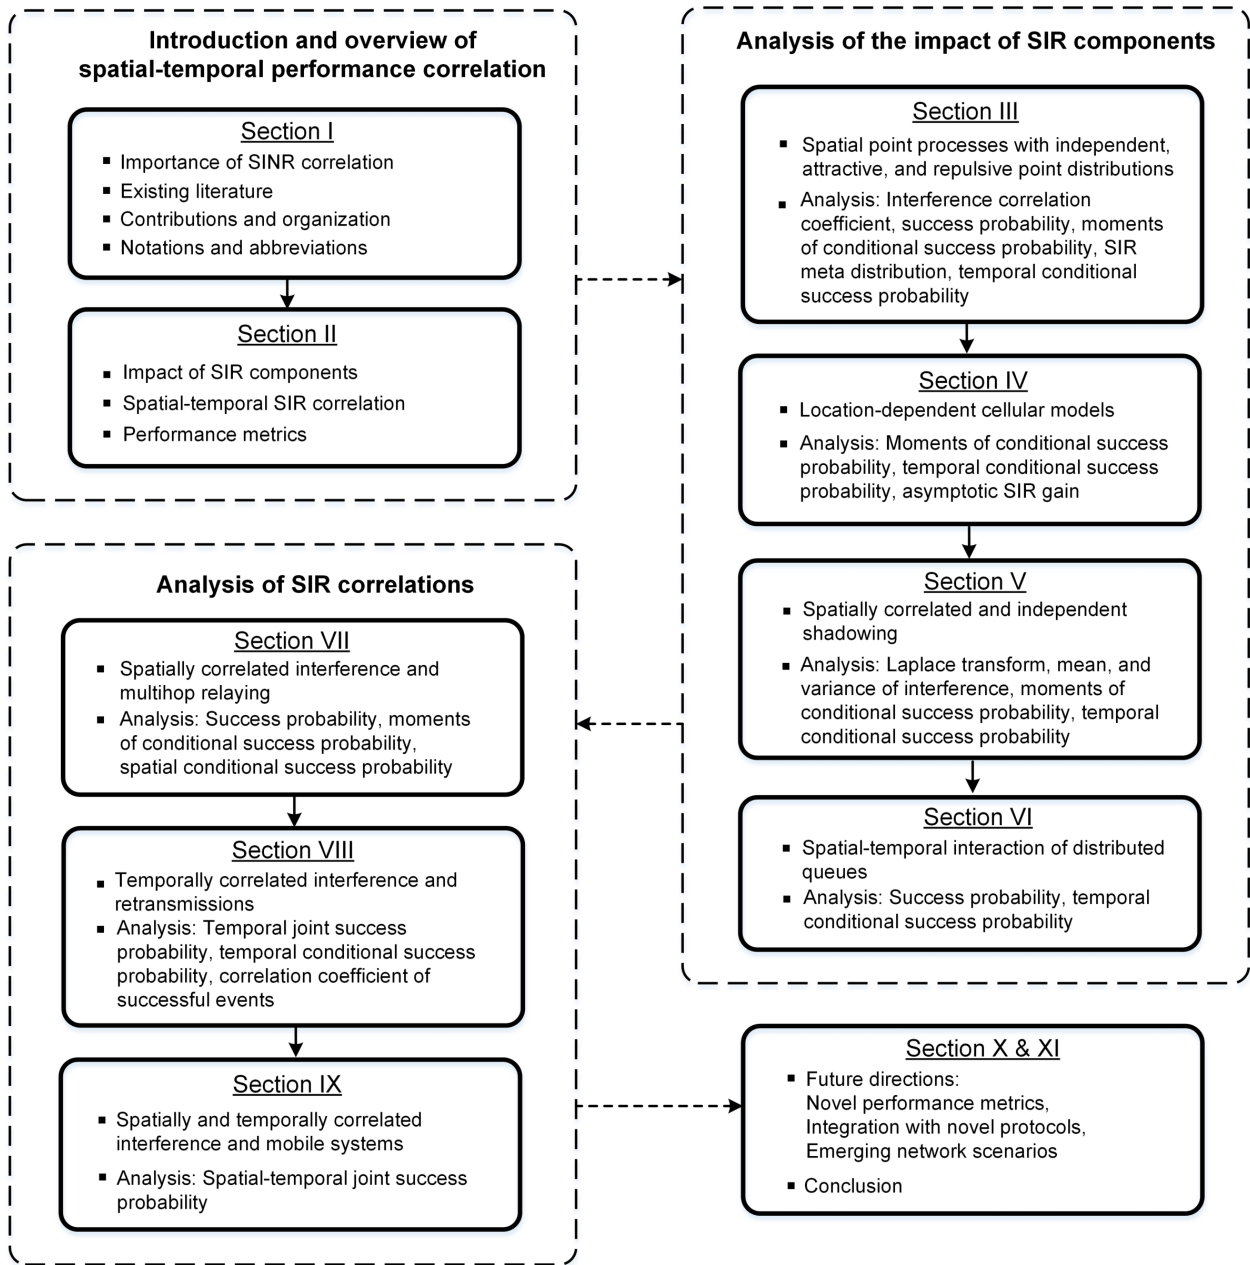 Introduction and overview of
spatial-temporal performance correlation
Section I
▪ Importance of SINR correlation
▪ Existing literature
▪ Contributions and organization
▪ Notations and abbreviations
Section II
▪ Impact of SIR components
▪ Spatial-temporal SIR correlation
▪ Performance metrics
Analysis of the impact of SIR components
Section III
▪ Spatial point processes with independent,
attractive, and repulsive point distributions
▪ Analysis: Interference correlation
coefficient, success probability, moments
of conditional success probability, SIR
meta distribution, temporal conditional
success probability
Section IV
▪ Location-dependent cellular models
▪ Analysis: Moments of conditional success
probability, temporal conditional success
probability, asymptotic SIR gain
Section V
▪ Spatially correlated and independent
shadowing
▪ Analysis: Laplace transform, mean, and
variance of interference, moments of
conditional success probability, temporal
conditional success probability
Section VI
▪ Spatial-temporal interaction of distributed
queues
▪ Analysis: Success probability, temporal
conditional success probability
Analysis of SIR correlations
Section VII
▪ Spatially correlated interference and
multihop relaying
▪ Analysis: Success probability, moments
of conditional success probability,
spatial conditional success probability
Section VIII
▪ Temporally correlated interference and
retransmissions
▪ Analysis: Temporal joint success
probability, temporal conditional success
probability, correlation coefficient of
successful events
Section IX
▪ Spatially and temporally correlated
interference and mobile systems
▪ Analysis: Spatial-temporal joint success
probability
Section X & XI
▪ Future directions:
Novel performance metrics,
Integration with novel protocols,
Emerging network scenarios
▪ Conclusion